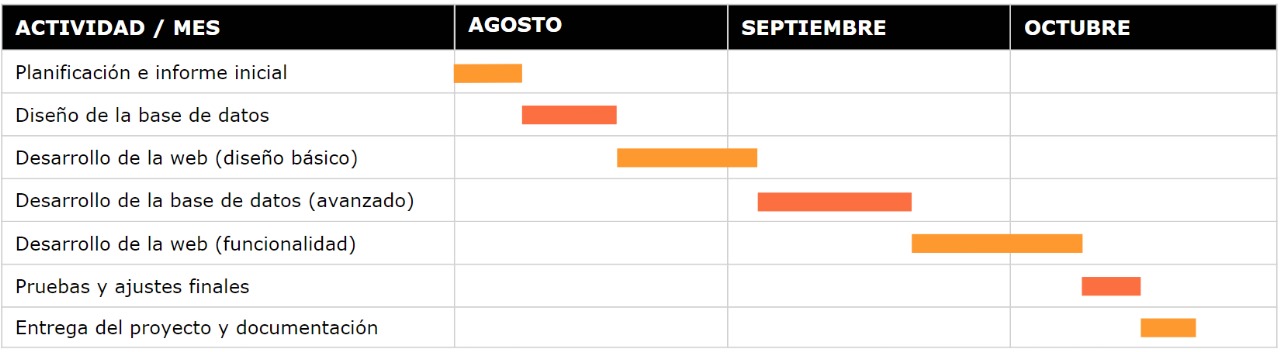 ACTIVIDAD / MES AGOSTO SEPTIEMBRE OCTUBRE
Planificación e informe inicial
Diseño de la base de datos
Desarrollo de la web (diseño básico)
Desarrollo de la base de datos (avanzado)
Desarrollo de la web (funcionalidad)
Pruebas y ajustes finales
Entrega del proyecto y documentación